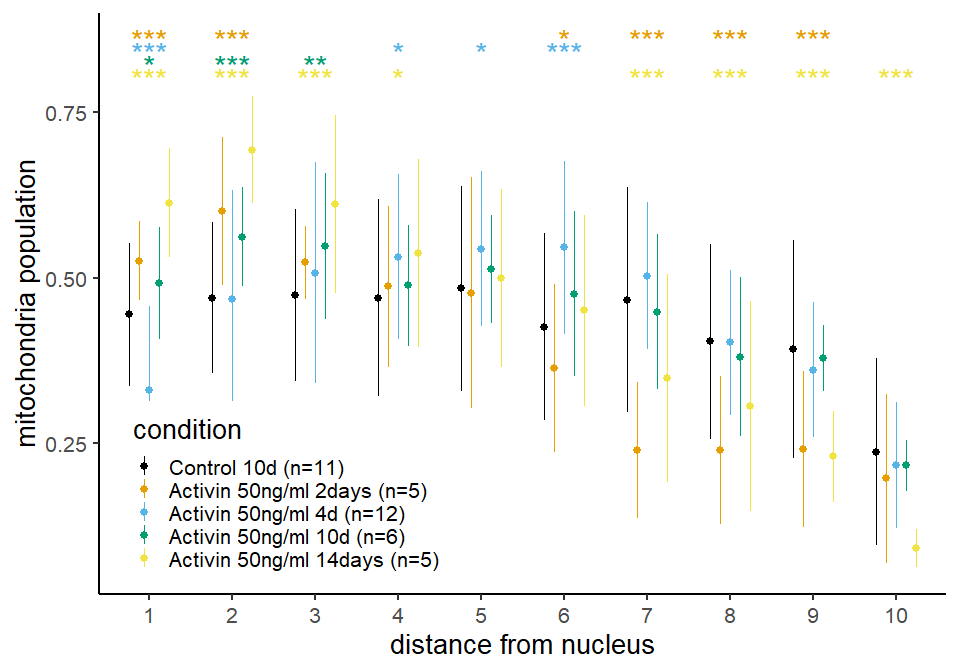 *** *** * *** *** ***
*** * * ***
* *** **
*** *** *** * *** *** *** ***
0.75
0.50
0.25
mitochondria population
condition
Control 10d (n=11)
Activin 50ng/ml 2days (n=5)
Activin 50ng/ml 4d (n=12)
Activin 50ng/ml 10d (n=6)
Activin 50ng/ml 14days (n=5)
1 2 3 4 5 6 7 8 9 10
distance from nucleus